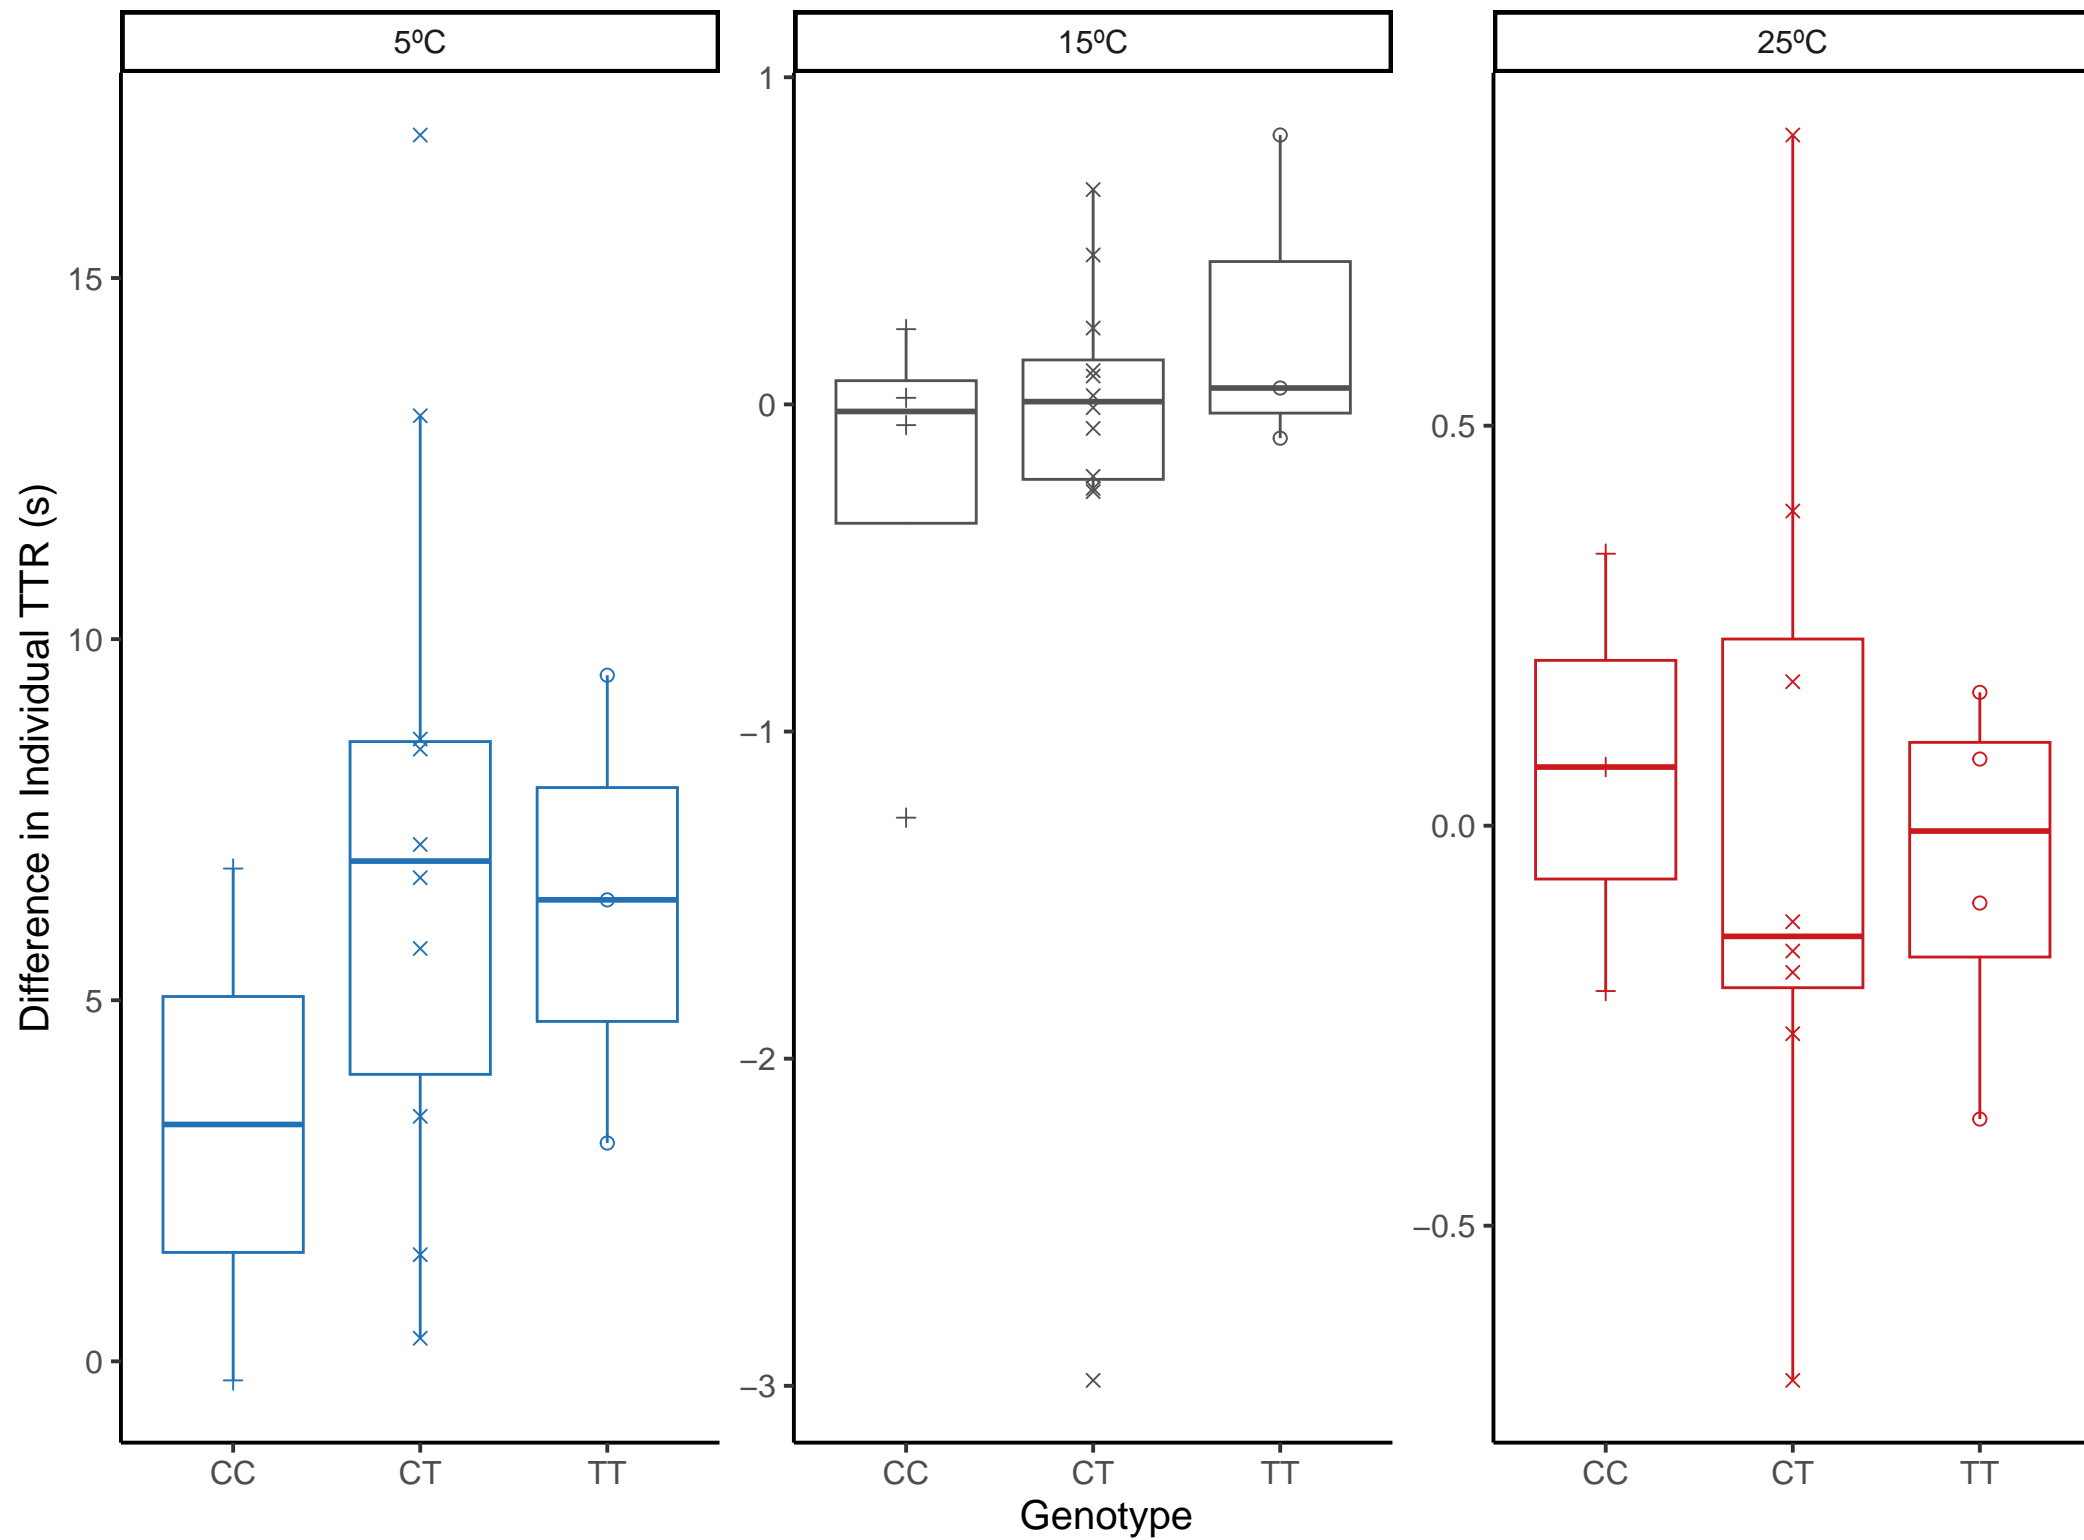 5ºC
15ºC
25ºC
Difference in Individual TTR (s)
15
10
5
0
1
0
−1
−2
−3
0.5
0.0
−0.5
CC CT TT
CC CT TT
CC CT TT
Genotype